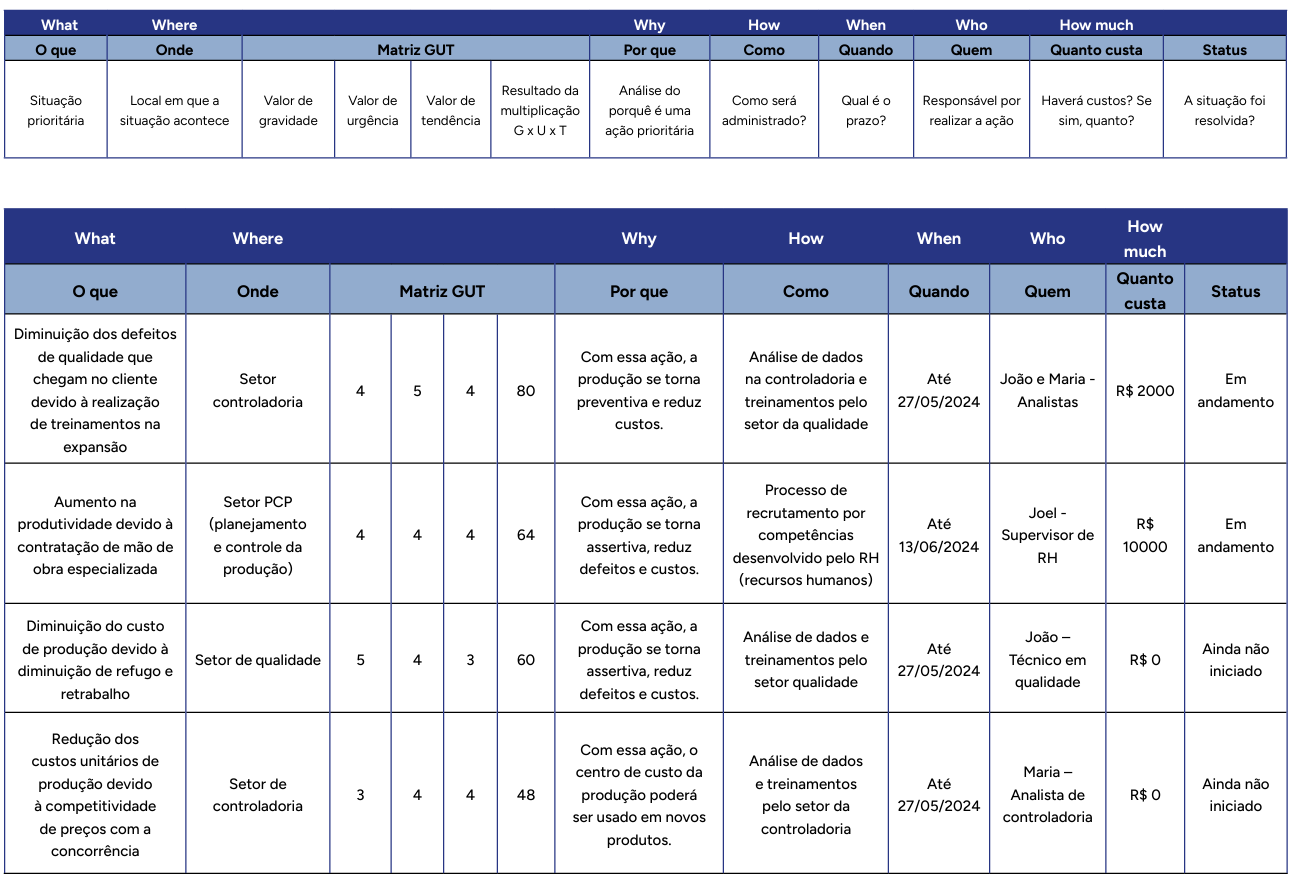 What Where Why How When Who How much
O que Onde Matriz GUT Por que Como Quando Quem Quanto custa Status
Situação
prioritária
Local em que a
situação acontece
Valor de
gravidade
Valor de
urgência
Valor de
tendência
Resultado da
multiplicação
G x U x T
Análise do
porquê é uma
ação prioritária
Como será
administrado?
Qual é o
prazo?
Responsável por
realizar a ação
Haverá custos? Se
sim, quanto?
A situação foi
resolvida?
What Where Why How When Who How
much
O que Onde Matriz GUT Por que Como Quando Quem Quanto
custa
Status
Diminuição dos defeitos
de qualidade que
chegam no cliente
devido à realização
de treinamentos na
expansão
Setor
controladoria
4 5 4 80
Com essa ação, a
produção se torna
preventiva e reduz
custos.
Análise de dados
na controladoria e
treinamentos pelo
setor da qualidade
Até
27/05/2024
João e Maria -
Analistas
R$ 2000
Em
andamento
Aumento na
produtividade devido à
contratação de mão de
obra especializada
Setor PCP
(planejamento
e controle da
produção)
4 4 4 64
Com essa ação, a
produção se torna
assertiva, reduz
defeitos e custos.
Processo de
recrutamento por
competências
desenvolvido pelo RH
(recursos humanos)
Até
13/06/2024
Joel -
Supervisor de
RH
R$
10000
Em
andamento
Diminuição do custo
de produção devido à
diminuição de refugo e
retrabalho
Setor de qualidade
5 4 3 60
Com essa ação, a
produção se torna
assertiva, reduz
defeitos e custos.
Análise de dados e
treinamentos pelo
setor qualidade
Até
27/05/2024
João –
Técnico em
qualidade
R$ 0
Ainda não
iniciado
Redução dos
custos unitários de
produção devido
à competitividade
de preços com a
concorrência
Setor de
controladoria
3 4 4 48
Com essa ação, o
centro de custo da
produção poderá
ser usado em novos
produtos.
Análise de dados
e treinamentos
pelo setor da
controladoria
Até
27/05/2024
Maria –
Analista de
controladoria
R$ 0
Ainda não
iniciado